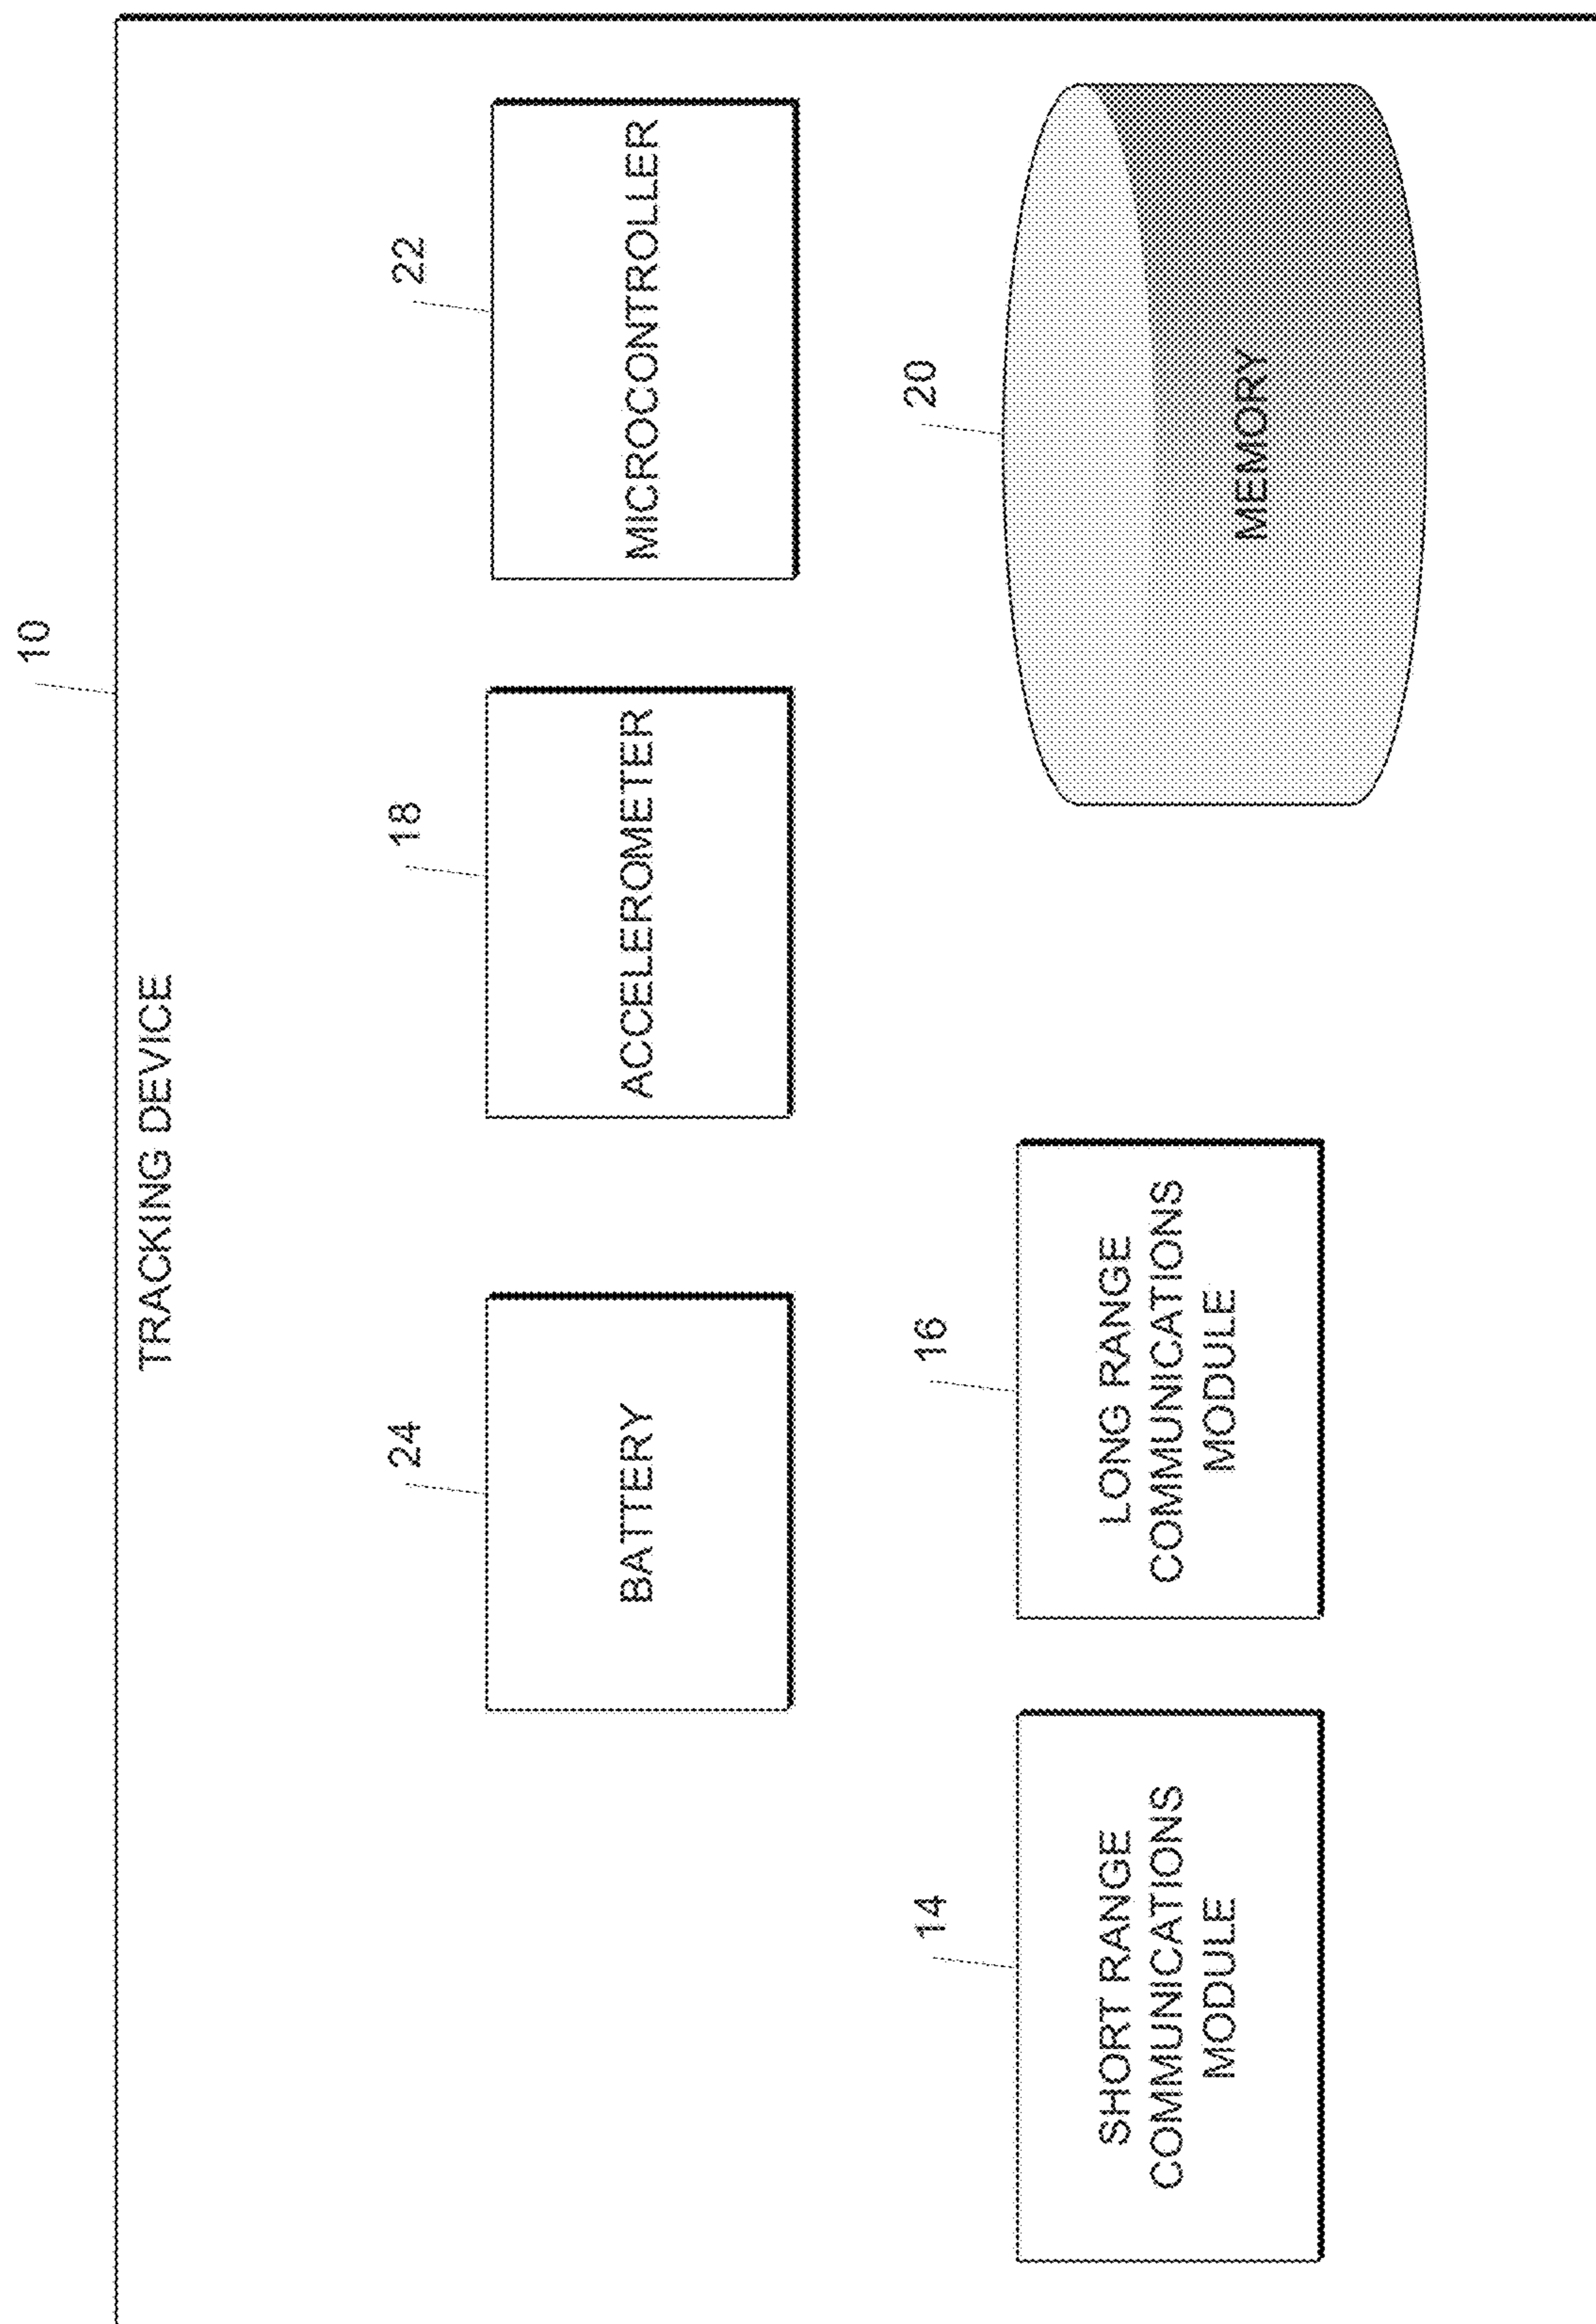 10
TRACKING DEVICE
24
BATTERY
18
ACCELEROMETER
22
MICROCONTROLLER
14
SHORT RANGE
COMMUNICATIONS
MODULE
16
LONG RANGE
COMMUNICATIONS
MODULE
20
MEMORY